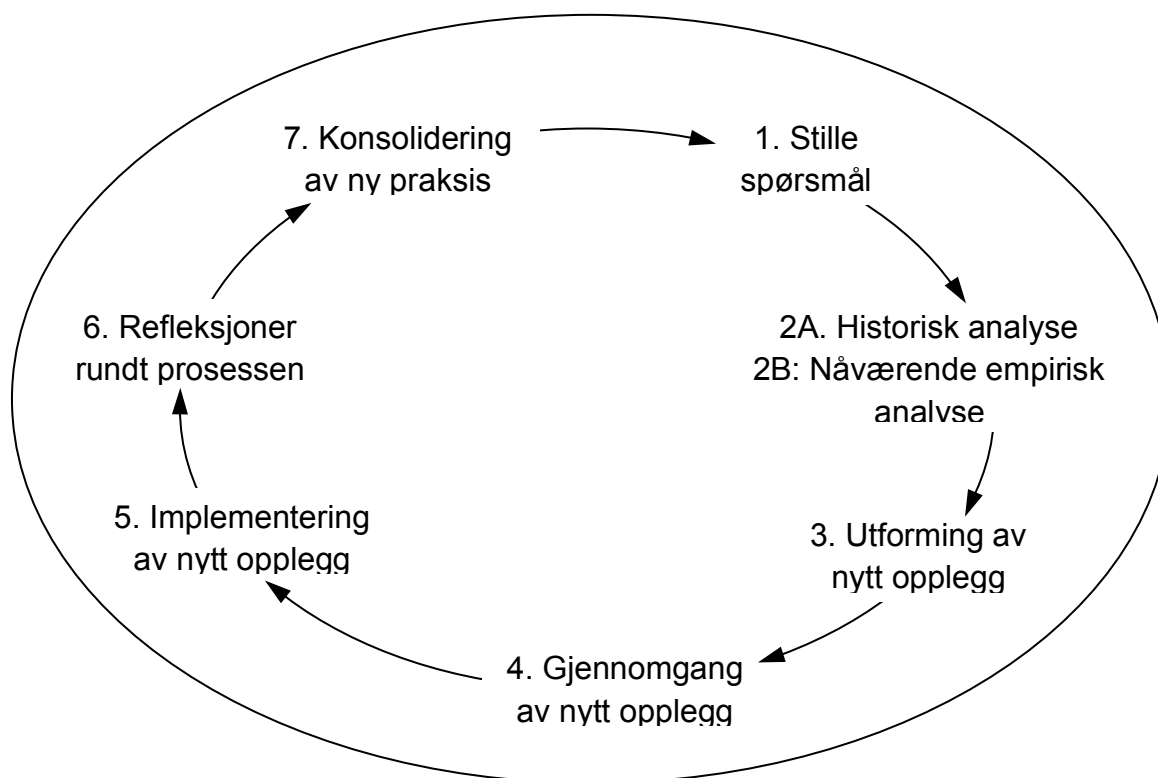 1. Stille
spørsmål
2A. Historisk analyse
2B: Nåværende empirisk
analyse
3. Utforming av
nytt opplegg
4. Gjennomgang
av nytt opplegg
5. Implementering
av nytt opplegg
6. Refleksjoner
rundt prosessen
7. Konsolidering
av ny praksis